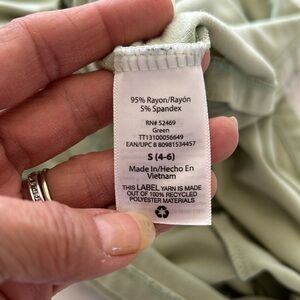 95% Rayon/Rayón
5% Spandex
RN# 52469
Green
TT13100056649
EAN/UPC 8 80981534457
S (4-6)
Made In/Hecho En
Vietnam
THIS LABEL YARN IS MADE
OUT OF 100% RECYCLED
POLYESTER MATERIALS